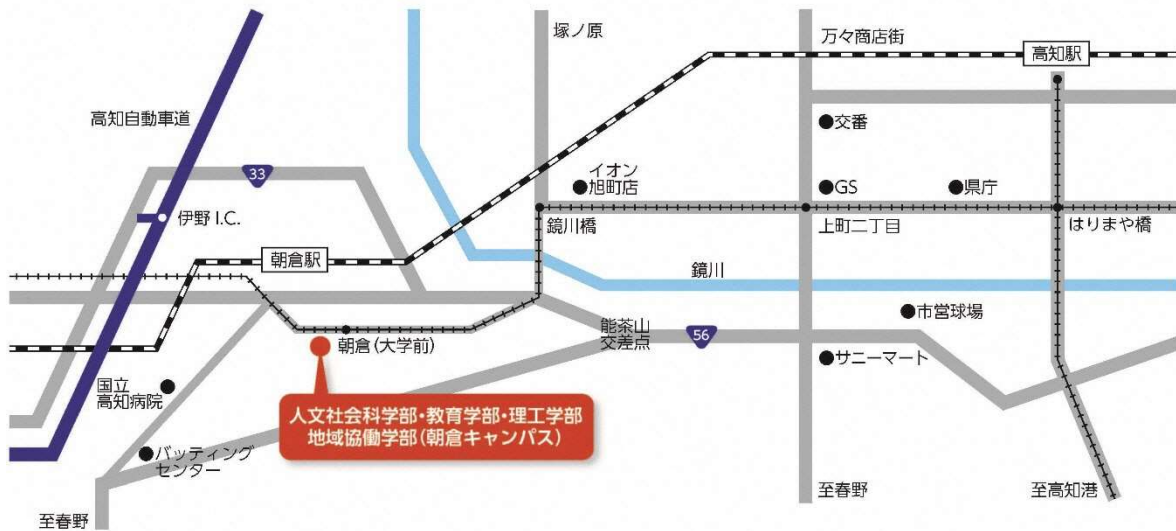 塚ノ原
万々商店街
高知駅
高知自動車道
交番
33
イオン
旭町店
GS
県庁
伊野 I.C.
鏡川橋
上町二丁目
はりまや橋
朝倉駅
鏡川
市営球場
能茶山
交差点
56
朝倉(大学前)
サニーマート
国立
高知病院
人文社会科学部・教育学部・理工学部
地域協働学部(朝倉キャンパス)
バッティング
センター
至春野
至春野
至高知港